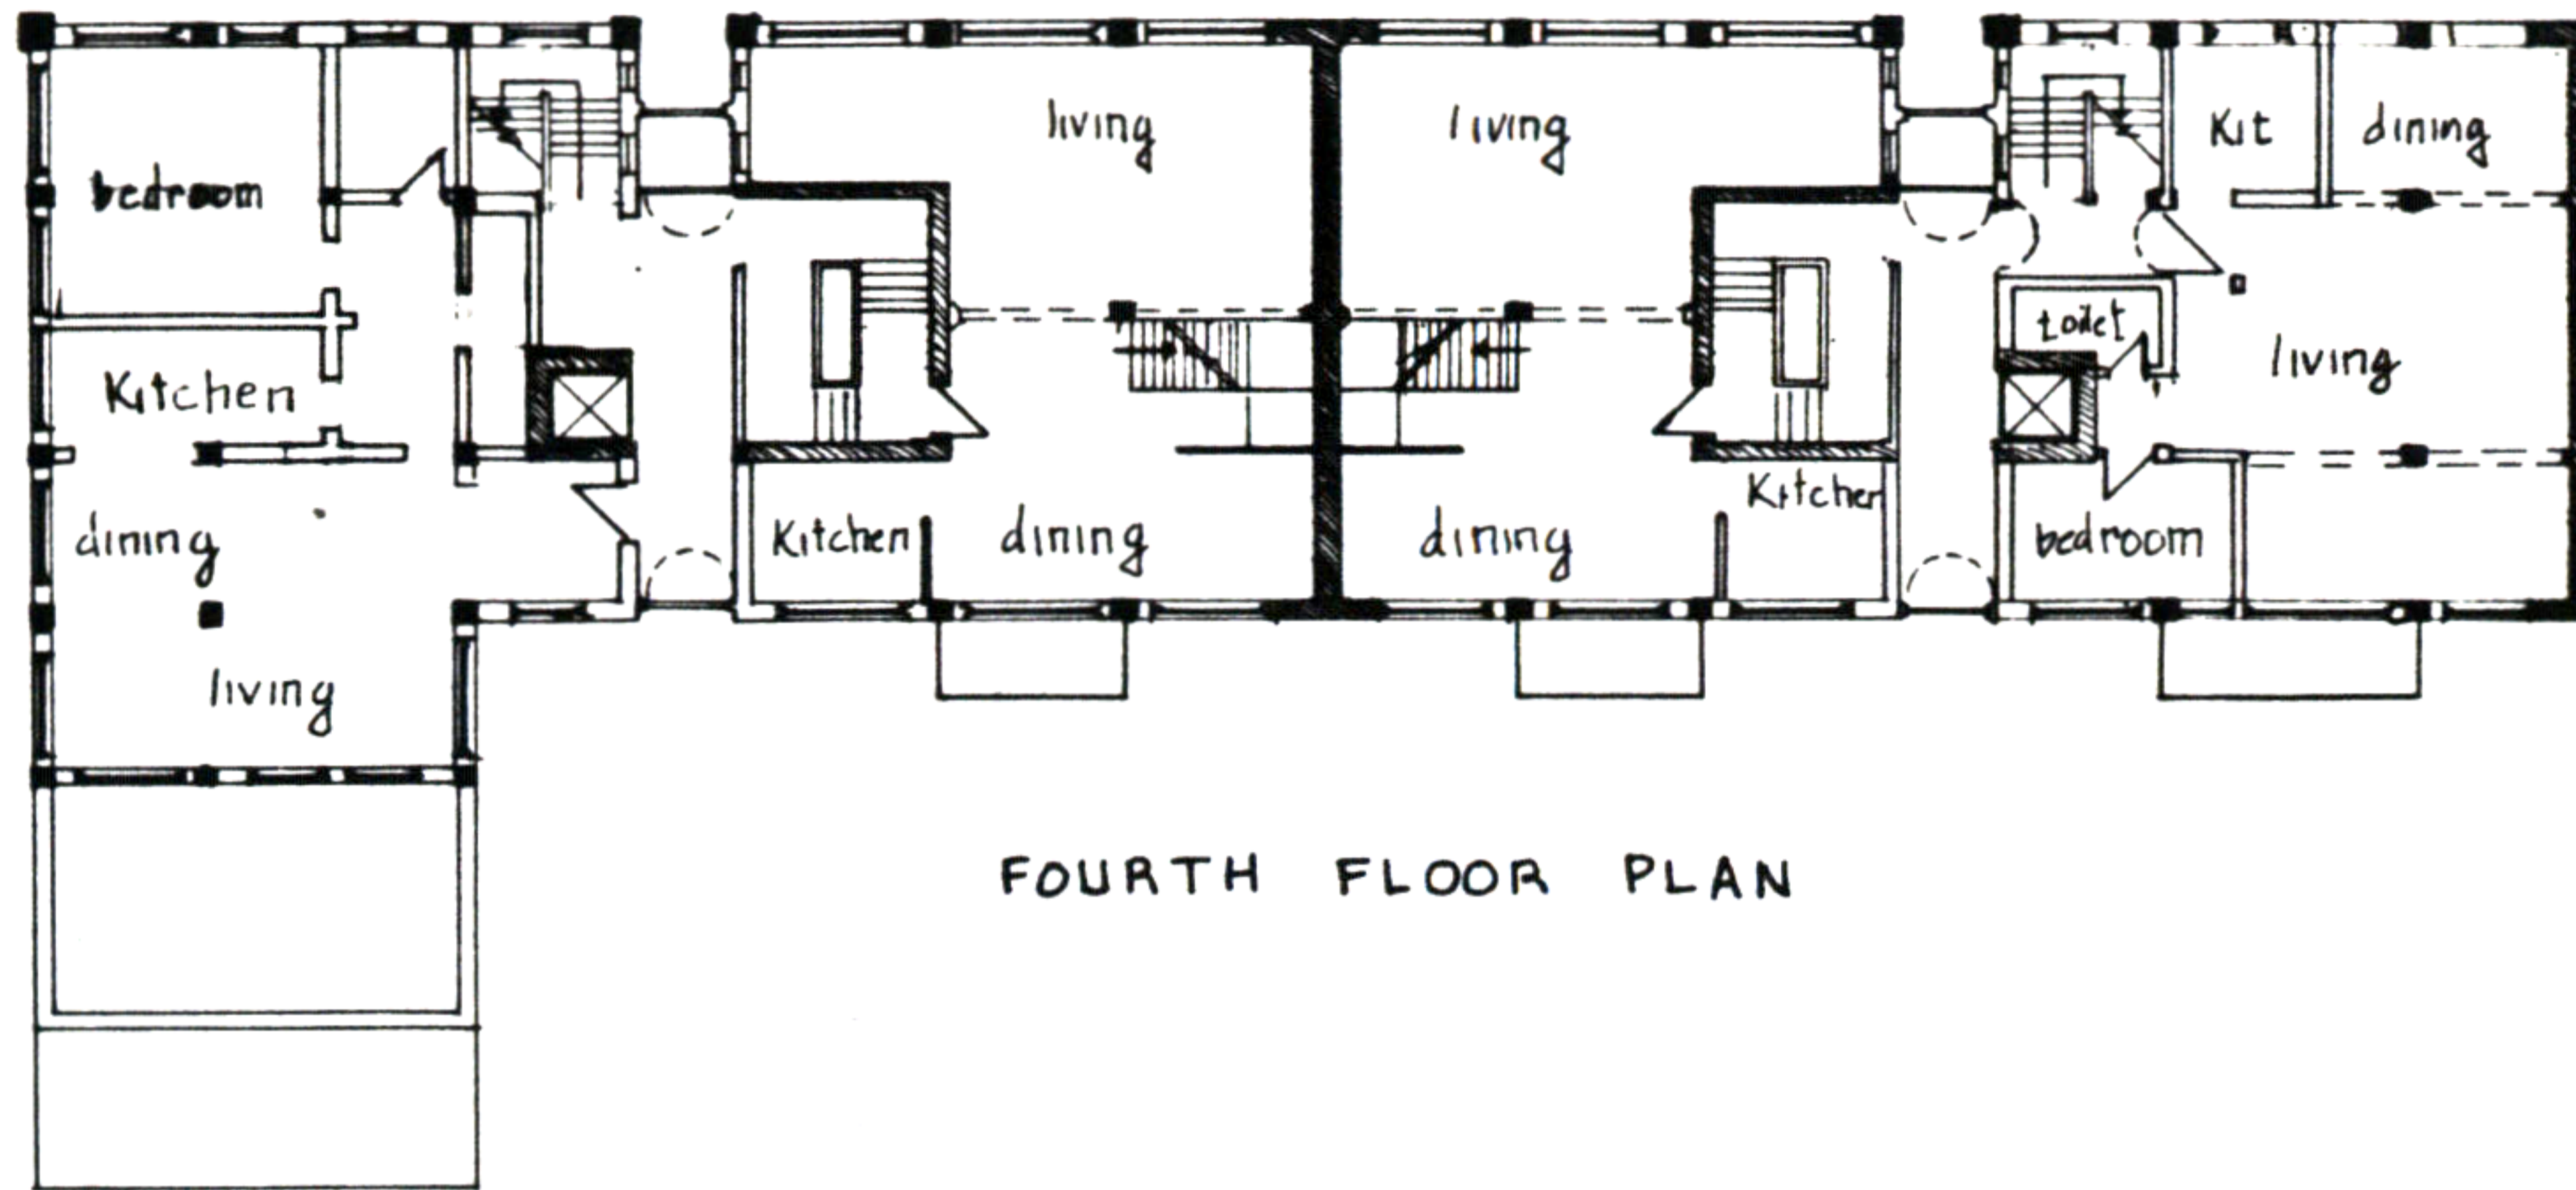 living
living
Kit
dining
bedroom
toilet
living
Kitchen
Kitchen
dining
Kitchen
dining
dining
bedroom
living
FOURTH FLOOR PLAN